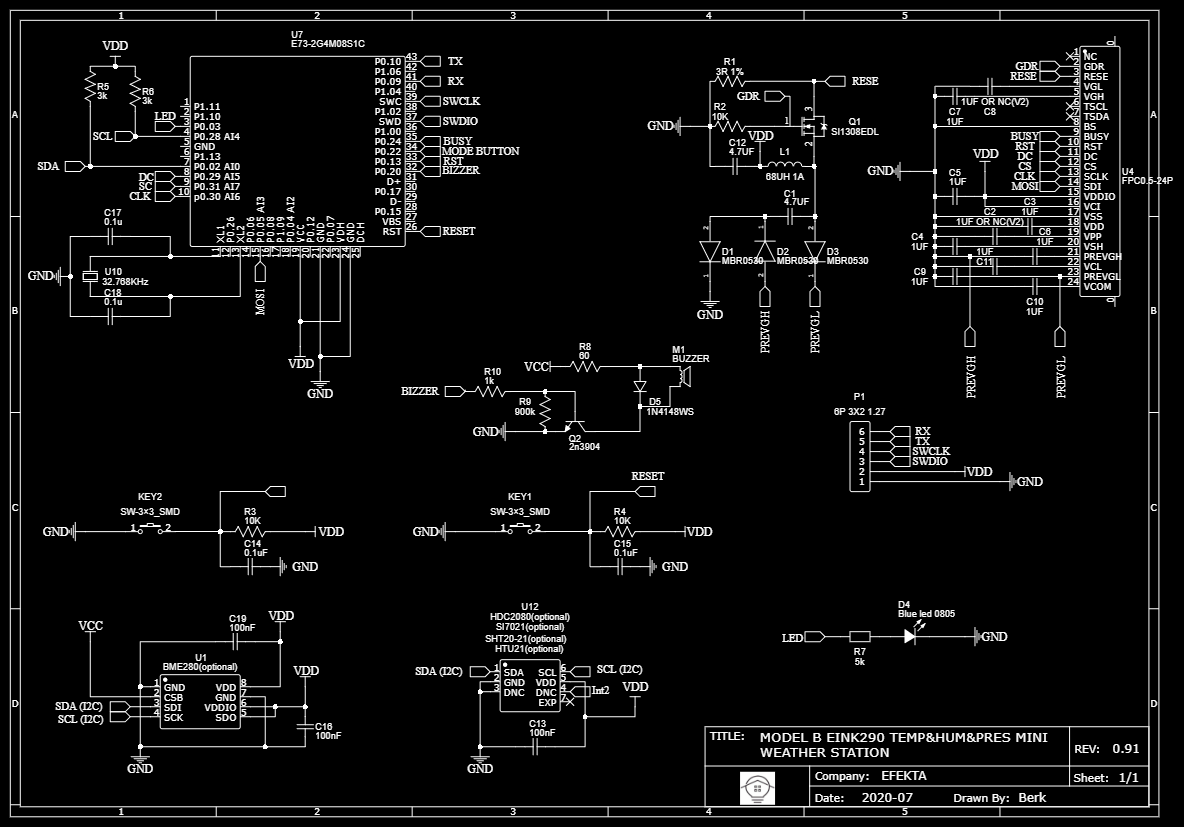 1 2 3 4 5
A
B
C
D
U7
E73-2G4M08S1C
VDD
R5
3k
R6
3k
LED
SCL
SDA
DC
SC
CLK
1 P1.11
2 P1.10
3 P0.03
4 P0.28 AI4
5 GND
6 P1.13
7 P0.02 AI0
8 P0.29 AI5
9 P0.31 AI7
10 p0.30 AI6
P0.10 43 TX
P1.06 42
P0.09 41 RX
P1.04 40
SWC 39 SWCLK
P1.02 38
SWD 37 SWDIO
P1.00 36
P0.24 35 BUSY
P0.22 34 MODE BUTTON
P0.13 33 RST
P0.20 32 BIZZER
D+ 31
P0.17 30
D- 29
P0.15 28
VBS 27
RST 26 RESET
XL1
P0.26
XL2
P0.06
P0.05 AI3
P0.08
P1.09
P0.04 AI2
VCC
P0.12
GND
P0.07
VDH
GND
DCH
11 12 13 14 15 16 17 18 19 20 21 22 23 24 25
C17
0.1u
GND
U10
32.768KHz
C18
0.1u
MOSI
VDD
GND
R1
3R 1%
RESE
GDR
R2
10K
GND
VDD
C12
4.7UF
L1
68UH 1A
Q1
SI1308EDL
1
2
3
C1
4.7UF
D1
MBR0530
D2
MBR0530
D3
MBR0530
GND
PREVGH
PREVGL
U4
FPC0.5-24P
1 NC
GDR 2 GDR
RESE 3 RESE
4 VGL
5 VGH
6 TSCL
7 TSDA
8 BS
BUSY 9 BUSY
RST 10 RST
DC 11 DC
CS 12 CS
CLK 13 SCLK
MOSI 14 SDI
15 VDDIO
16 VCI
17 VSS
18 VDD
19 VPP
20 VSH
21 PREVGH
22 VCL
23 PREVGL
24 VCOM
0
0
1UF OR NC(V2)
C7
1UF
C8
GND
VDD
C5
1UF
C3
1UF
C2
1UF OR NC(V2)
C4
1UF
C6
1UF
1UF
C11
C9
1UF
C10
1UF
PREVGH
PREVGL
BIZZER
R10
1k
VCC
R8
60
M1
BUZZER
R9
900k
D5
1N4148WS
GND
Q2
2n3904
P1
6P 3X2 1.27
6 RX
5 TX
4 SWCLK
3 SWDIO
2 VDD
1 GND
KEY2
SW-3×3_SMD
GND
1 2
R3
10K
VDD
C14
0.1uF
GND
RESET
KEY1
SW-3×3_SMD
GND
1 2
R4
10K
VDD
C15
0.1uF
GND
VCC
C19
100nF
VDD
U1
BME280(optional)
VDD
1 GND
2 CSB
SDA (I2C) 3 SDI
SCL (I2C) 4 SCK
VDD 8
GND 7
VDDIO 6
SDO 5
C16
100nF
GND
U12
HDC2080(optional)
SI7021(optional)
SHT20-21(optional)
HTU21(optional)
SDA (I2C) 1 SDA
2 GND
3 DNC
SCL 6 SCL (I2C)
VDD 5
DNC 4 Int2
EXP 7
VDD
C13
100nF
GND
D4
Blue led 0805
LED
R7
5k
GND
TITLE: MODEL B EINK290 TEMP&HUM&PRES MINI
WEATHER STATION
REV: 0.91
Company: EFEKTA
Sheet: 1/1
Date: 2020-07
Drawn By: Berk
1 2 3 4 5